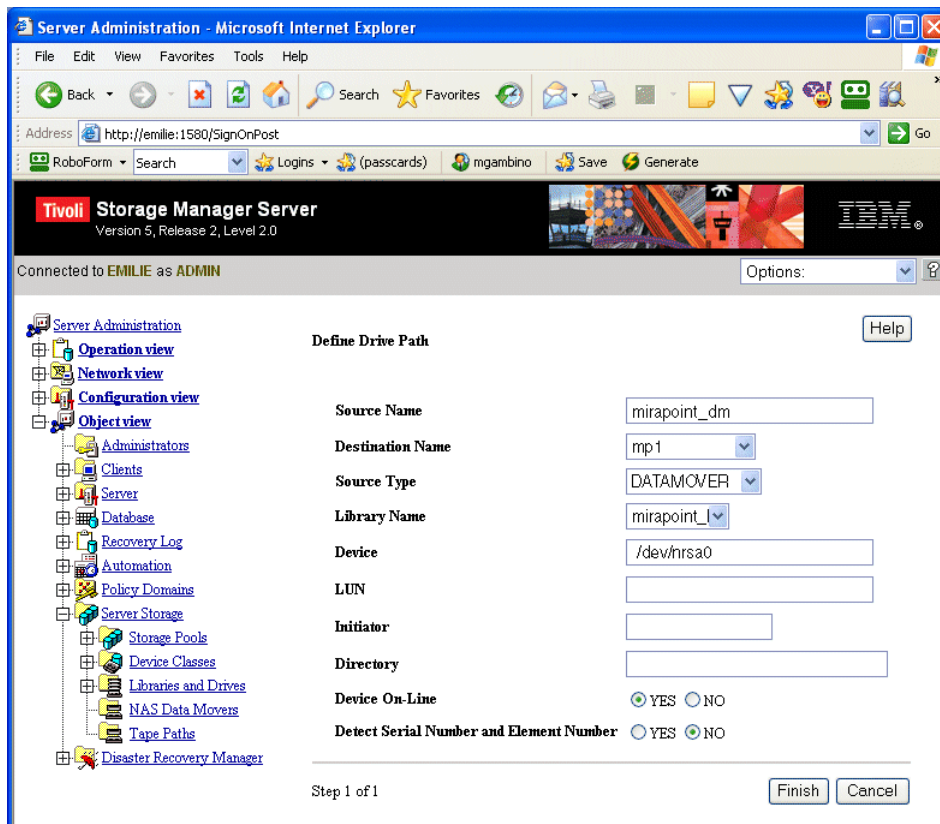 Server Administration - Microsoft Internet Explorer
File Edit View Favorites Tools Help
Back Search Favorites
Address http://emilie:1580/SignOnPost Go
RoboForm Search Logins (passcards) mgambino Save Generate
Tivoli Storage Manager Server
Version 5, Release 2, Level 2.0
IBM®
Connected to EMILIE as ADMIN
Options:
?
Server Administration
Operation view
Network view
Configuration view
Object view
Administrators
Clients
Server
Database
Recovery Log
Automation
Policy Domains
Server Storage
Storage Pools
Device Classes
Libraries and Drives
NAS Data Movers
Tape Paths
Disaster Recovery Manager
Define Drive Path
Help
Source Name mirapoint_dm
Destination Name mp1
Source Type DATAMOVER
Library Name mirapoint_
Device /dev/nrsa0
LUN
Initiator
Directory
Device On-Line YES NO
Detect Serial Number and Element Number YES NO
Step 1 of 1
Finish Cancel